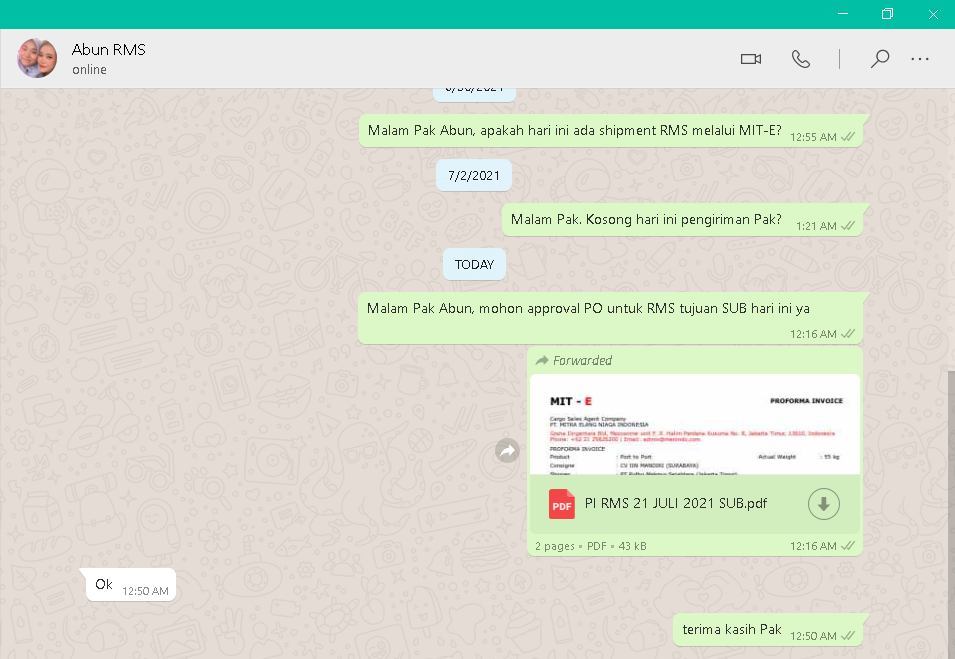 Abun RMS
online
6/30/2021
Malam Pak Abun, apakah hari ini ada shipment RMS melalui MIT-E? 12:55 AM
7/2/2021
Malam Pak. Kosong hari ini pengiriman Pak? 1:21 AM
TODAY
Malam Pak Abun, mohon approval PO untuk RMS tujuan SUB hari ini ya
12:16 AM
Forwarded
MIT - E PROFORMA INVOICE
Cargo Sales Agent Company
PT. MITRA ELANG NIAGA INDONESIA
PROFORMA INVOICE
Product : Port to Port Actual Weight : 55 kg
Consigne : CV IIN MANDIRI (SURABAYA)
PDF PI RMS 21 JULI 2021 SUB.pdf
2 pages • PDF • 43 kB 12:16 AM
Ok 12:50 AM
terima kasih Pak 12:50 AM